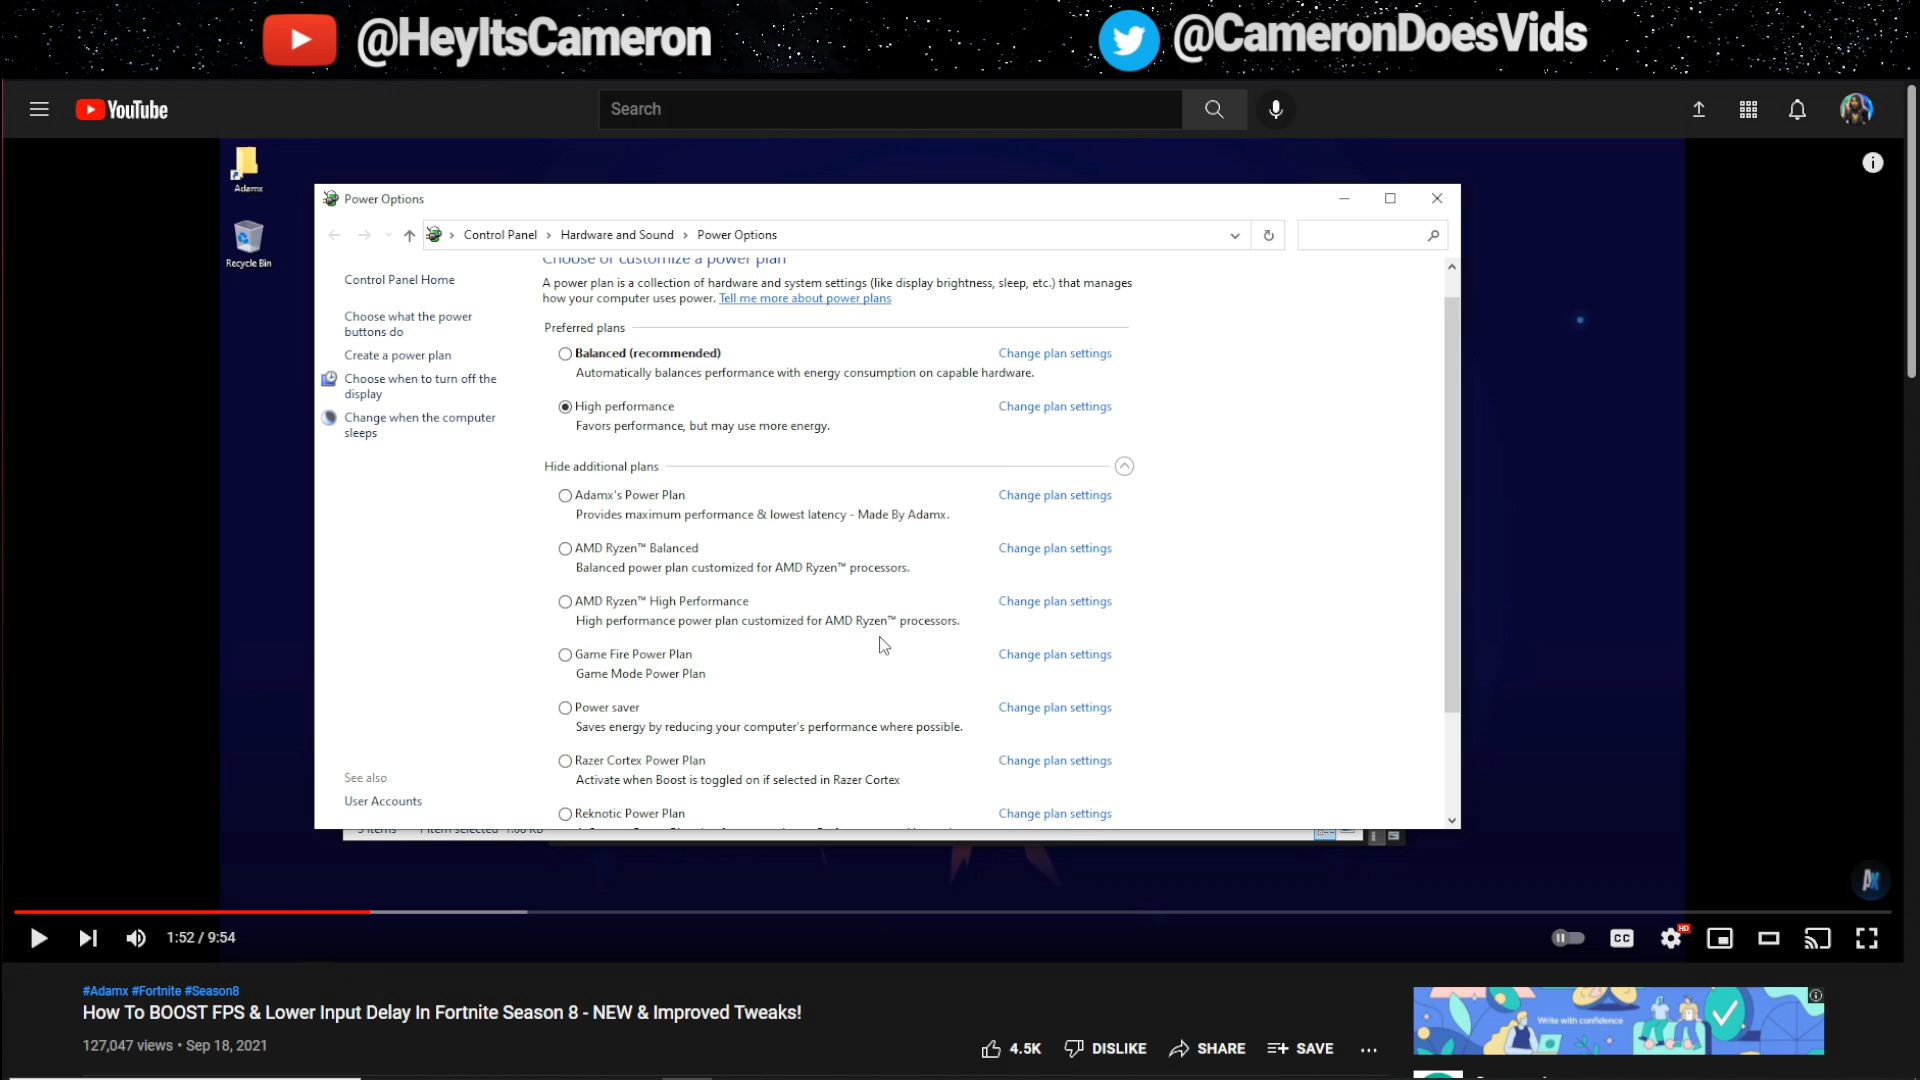 @HeyItsCameron
@CameronDoesVids
YouTube
Search
Adamx
Recycle Bin
Power Options
Control Panel › Hardware and Sound › Power Options
Control Panel Home
Choose what the power
buttons do
Create a power plan
Choose when to turn off the
display
Change when the computer
sleeps
See also
User Accounts
Choose or customize a power plan
A power plan is a collection of hardware and system settings (like display brightness, sleep, etc.) that manages
how your computer uses power. Tell me more about power plans
Preferred plans
Balanced (recommended) Change plan settings
Automatically balances performance with energy consumption on capable hardware.
High performance Change plan settings
Favors performance, but may use more energy.
Hide additional plans
Adamx's Power Plan Change plan settings
Provides maximum performance & lowest latency - Made By Adamx.
AMD Ryzen™ Balanced Change plan settings
Balanced power plan customized for AMD Ryzen™ processors.
AMD Ryzen™ High Performance Change plan settings
High performance power plan customized for AMD Ryzen™ processors.
Game Fire Power Plan Change plan settings
Game Mode Power Plan
Power saver Change plan settings
Saves energy by reducing your computer's performance where possible.
Razer Cortex Power Plan Change plan settings
Activate when Boost is toggled on if selected in Razer Cortex
Reknotic Power Plan Change plan settings
AX
1:52 / 9:54
CC
HD
#Adamx #Fortnite #Season8
How To BOOST FPS & Lower Input Delay In Fortnite Season 8 - NEW & Improved Tweaks!
127,047 views • Sep 18, 2021
4.5K DISLIKE SHARE SAVE ...
Write with confidence